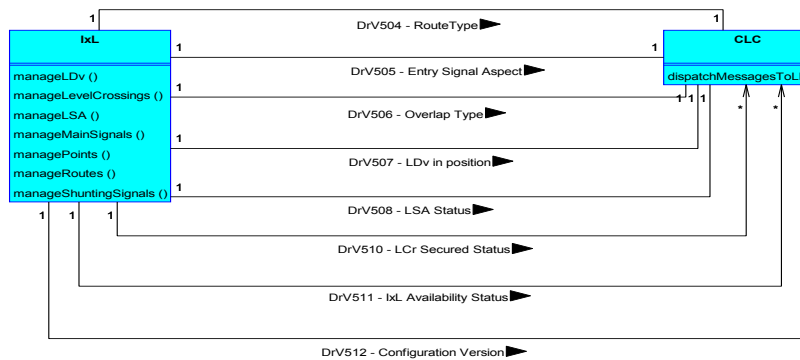 1
1
DrV504 - RouteType
IxL
CLC
1
1
manageLDv ()
DrV505 - Entry Signal Aspect
dispatchMessagesToLI
manageLevelCrossings ()
1
1
1
1
manageLSA ()
DrV506 - Overlap Type
*
*
manageMainSignals ()
1
managePoints ()
DrV507 - LDv in position
manageRoutes ()
manageShuntingSignals ()
1
DrV508 - LSA Status
1
1
1
DrV510 - LCr Secured Status
DrV511 - IxL Availability Status
DrV512 - Configuration Version